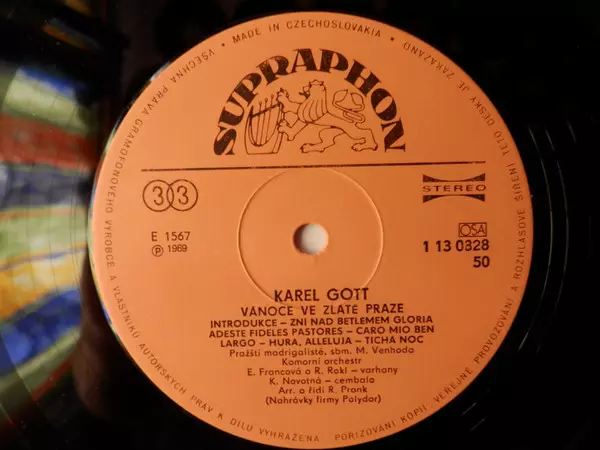 MADE IN CZECHOSLOVAKIA • VŠECHNA PRÁVA GRAMOFONOVÉHO VÝROBCE A VLASTNÍKŮ AUTORSKÝCH PRÁV K DÍLU VYHRAŽENA • POŘIZOVÁNÍ KOPIÍ, VEŘEJNÉ PROVOZOVÁNÍ A ROZHLASOVÉ ŠÍŘENÍ TÉTO DESKY JE ZAKÁZÁNO
SUPRAPHON
33
STEREO
E 1567
℗ 1969
OSA
1 13 0328
50
KAREL GOTT
VÁNOCE VE ZLATÉ PRAZE
INTRODUKCE – ZNÍ NAD BETLÉMEM GLORIA
ADESTE FIDELES PASTORES – CARO MIO BEN
LARGO – HURA, ALLELUJA – TICHÁ NOC
Pražští madrigalisté, sbm. M. Venhoda
Komorní orchestr
E. Francová a R. Rokl – varhany
K. Novotná – cembalo
Arr. a řídí R. Pronk
(Nahrávky firmy Polydor)